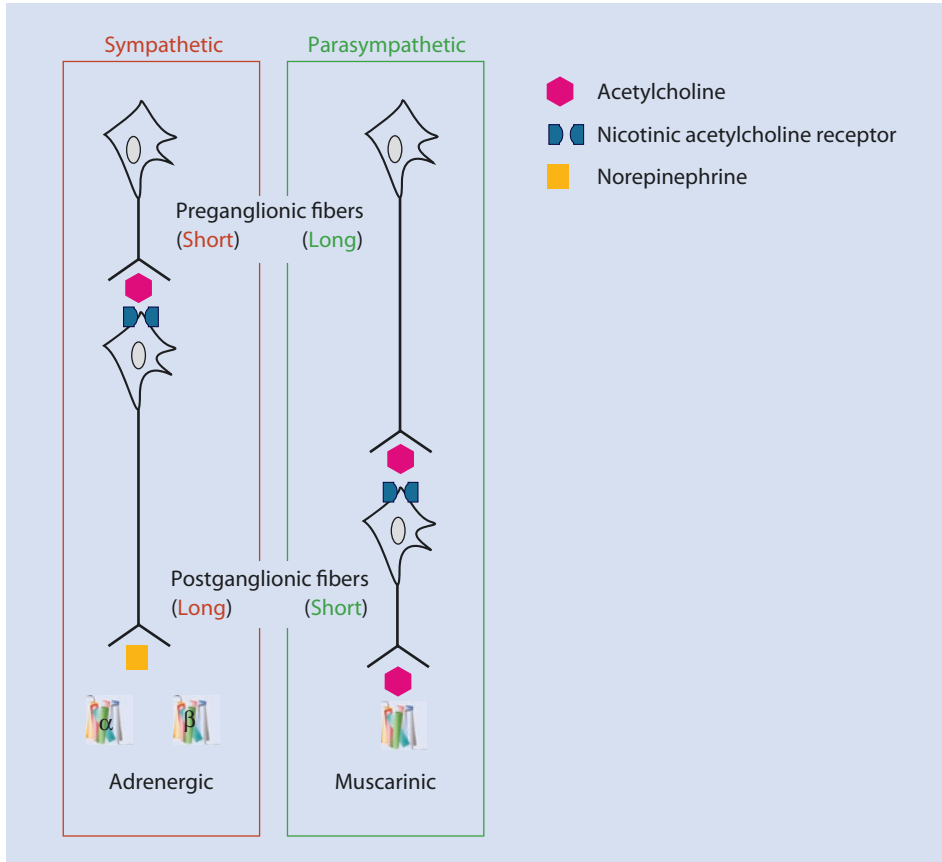 Sympathetic
Parasympathetic
Acetylcholine
Nicotinic acetylcholine receptor
Norepinephrine
Preganglionic fibers
(Short) (Long)
Postganglionic fibers
(Long) (Short)
α β
Adrenergic
Muscarinic